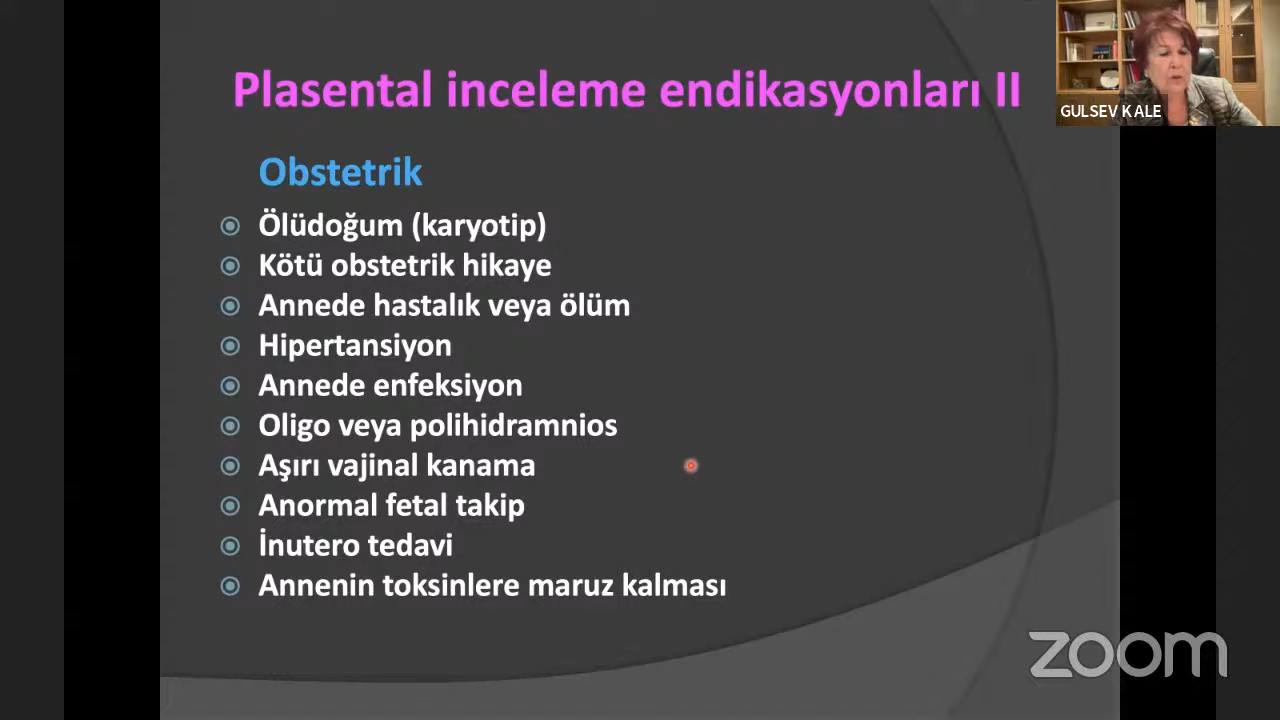 Plasental inceleme endikasyonları II
GULSEV KALE
Obstetrik
Ölüdoğum (karyotip)
Kötü obstetrik hikaye
Annede hastalık veya ölüm
Hipertansiyon
Annede enfeksiyon
Oligo veya polihidramnios
Aşırı vajinal kanama
Anormal fetal takip
İnutero tedavi
Annenin toksinlere maruz kalması
zoom